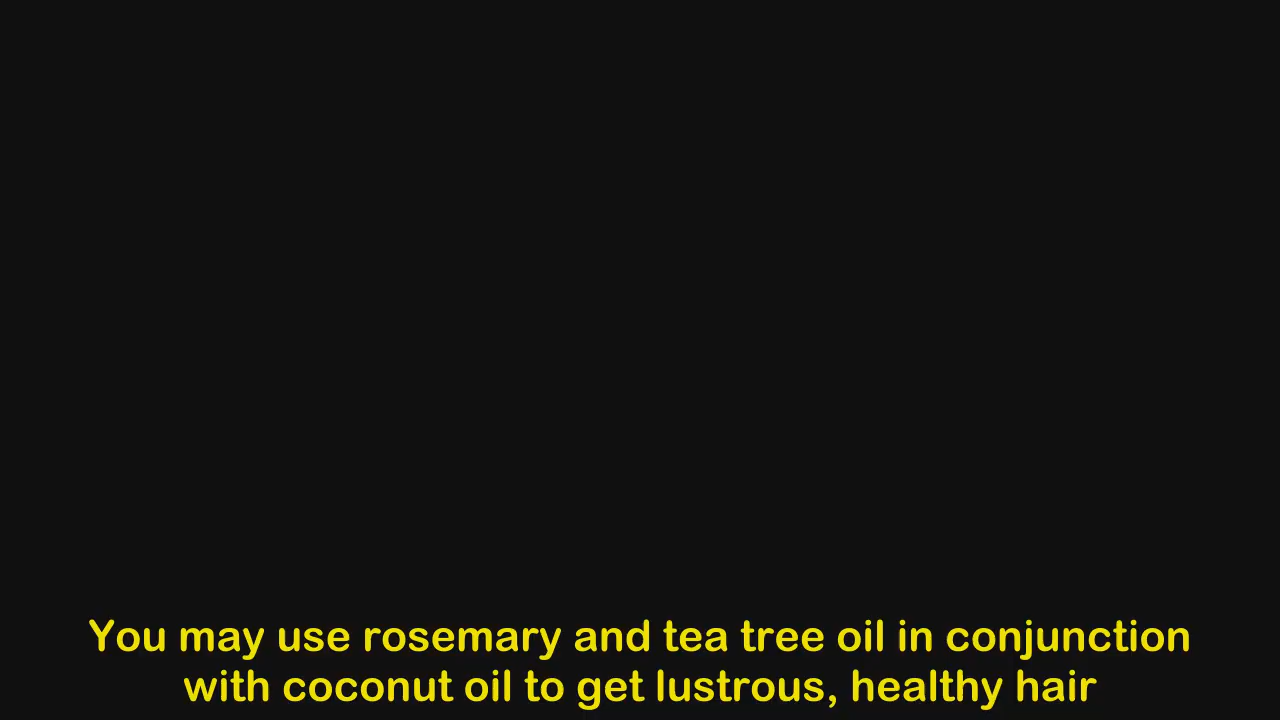 You may use rosemary and tea tree oil in conjunction
with coconut oil to get lustrous, healthy hair